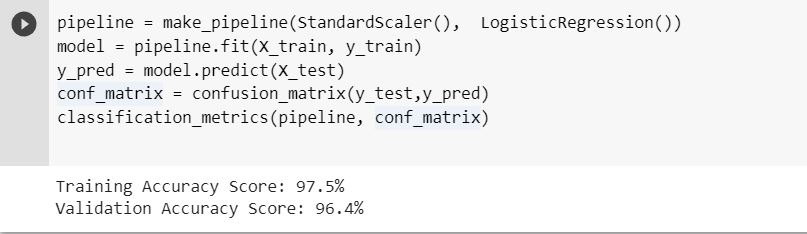 pipeline = make_pipeline(StandardScaler(),  LogisticRegression())
model = pipeline.fit(X_train, y_train)
y_pred = model.predict(X_test)
conf_matrix = confusion_matrix(y_test,y_pred)
classification_metrics(pipeline, conf_matrix)
Training Accuracy Score: 97.5%
Validation Accuracy Score: 96.4%